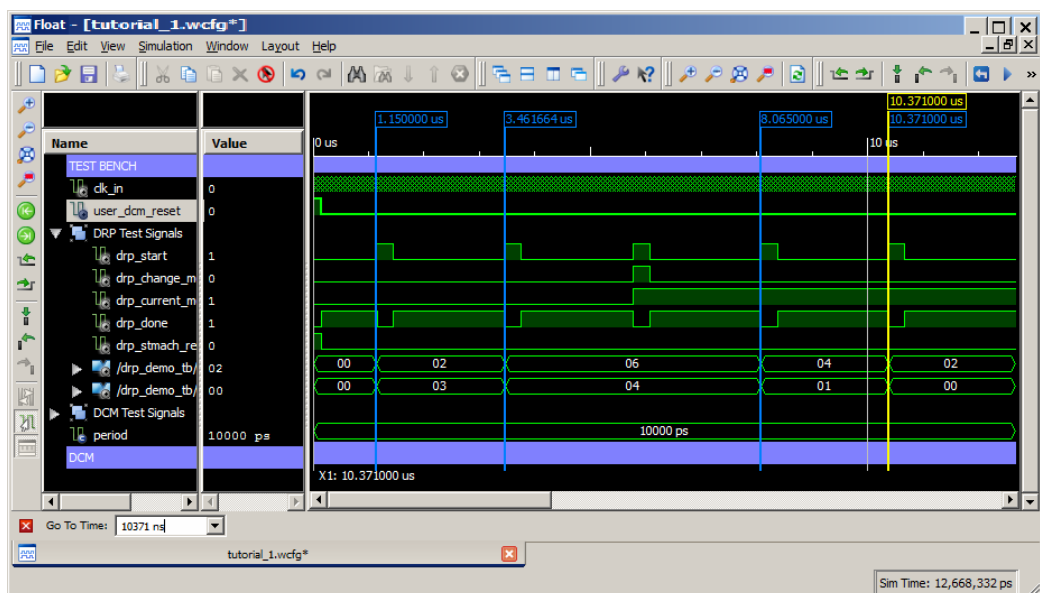 Float - [tutorial_1.wcfg*]
File Edit View Simulation Window Layout Help
10.371000 us
1.150000 us 3.461664 us 8.065000 us 10.371000 us
Name Value 0 us 10 us
TEST BENCH
clk_in 0
user_dcm_reset 0
DRP Test Signals
drp_start 1
drp_change_m 0
drp_current_m 1
drp_done 1
drp_stmach_re 0
/drp_demo_tb/ 02 00 02 06 04 02
/drp_demo_tb/ 00 00 03 04 01 00
DCM Test Signals
period 10000 ps 10000 ps
DCM
X1: 10.371000 us
Go To Time: 10371 ns
tutorial_1.wcfg*
Sim Time: 12,668,332 ps